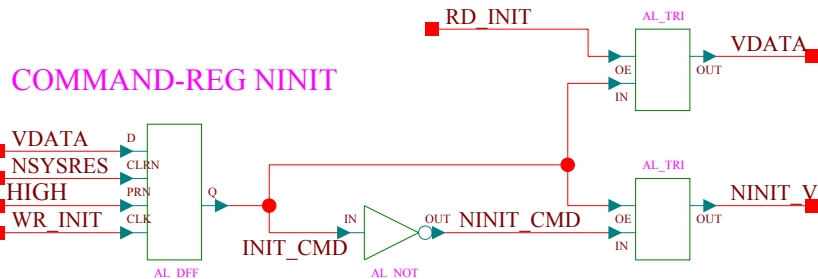 RD_INIT
AL_TRI
VDATA
OE
OUT
IN
COMMAND-REG NINIT
VDATA
D
NSYSRES
CLRN
HIGH
PRN
Q
WR_INIT
CLK
AL_DFF
INIT_CMD
IN
OUT
AL_NOT
NINIT_CMD
AL_TRI
OE
OUT
IN
NINIT_V